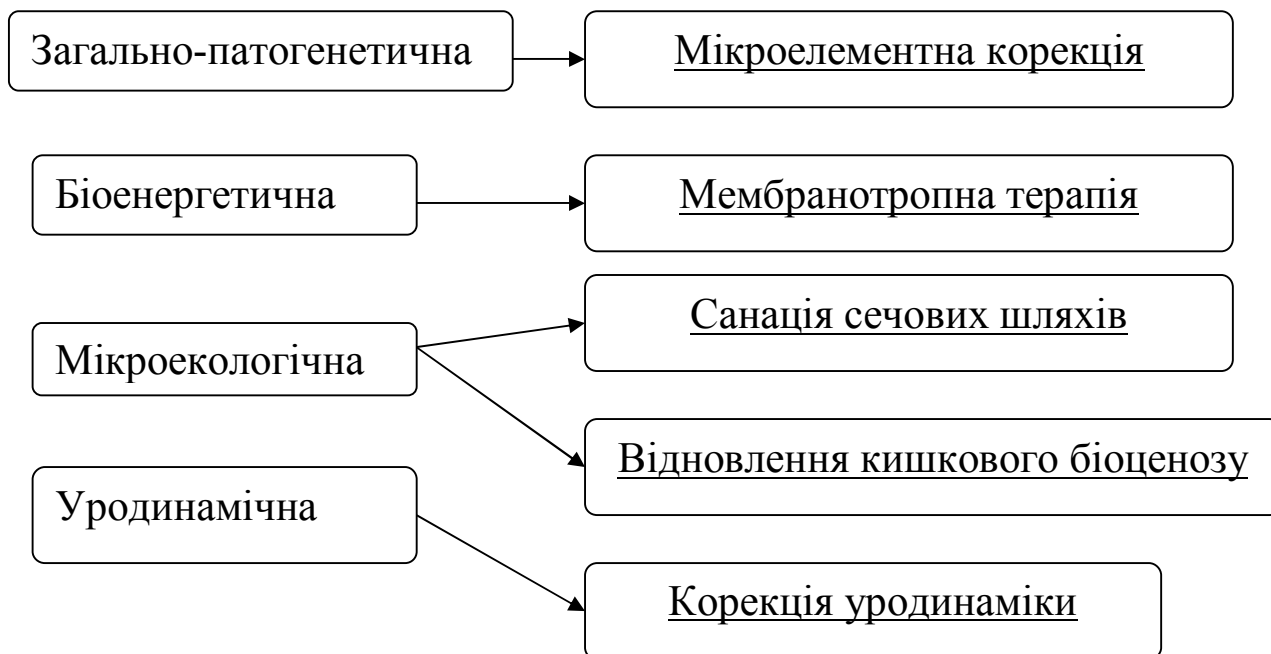 Загально-патогенетична
Мікроелементна корекція
Біоенергетична
Мембранотропна терапія
Мікроекологічна
Санація сечових шляхів
Відновлення кишкового біоценозу
Уродинамічна
Корекція уродинаміки